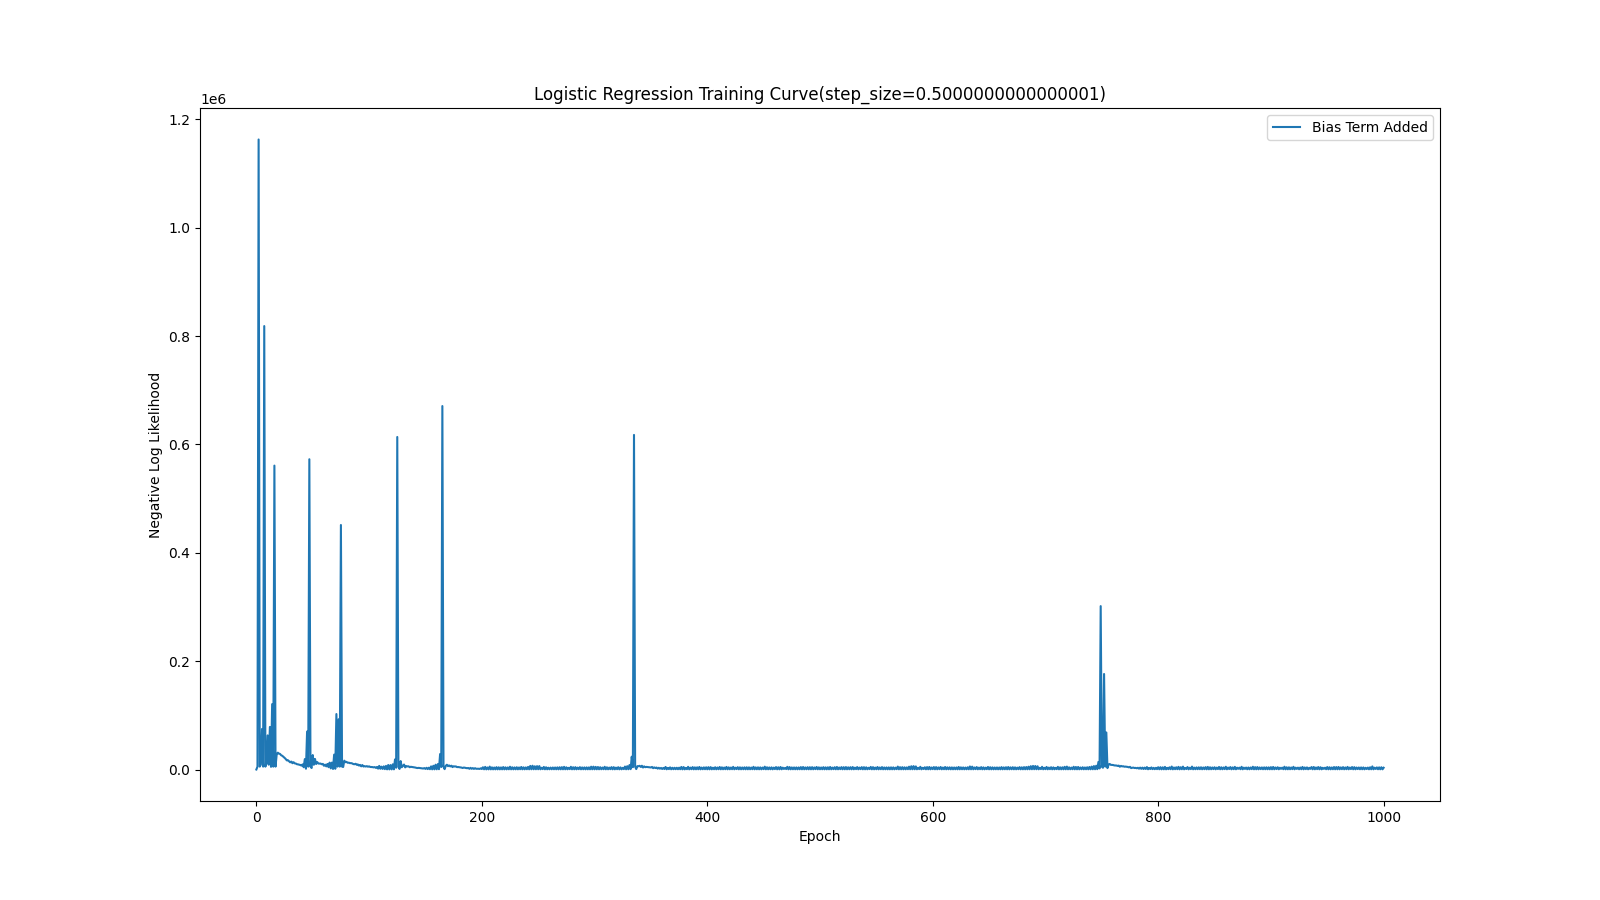 Logistic Regression Training Curve(step_size=0.5000000000000001)
1e6
Bias Term Added
1.2
1.0
0.8
0.6
0.4
0.2
0.0
Negative Log Likelihood
0 200 400 600 800 1000
Epoch